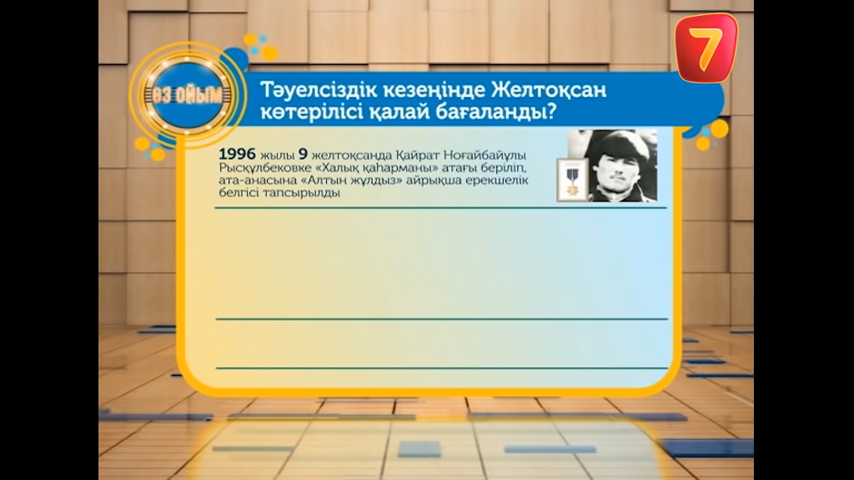 7
ӨЗ ОЙЫМ
Тәуелсіздік кезеңінде Желтоқсан
көтерілісі қалай бағаланды?
1996 жылы 9 желтоқсанда Қайрат Ноғайбайұлы
Рысқұлбековке «Халық қаһарманы» атағы беріліп,
ата-анасына «Алтын жұлдыз» айрықша ерекшелік
белгісі тапсырылды